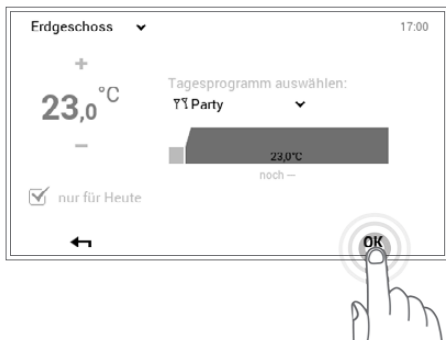 Erdgeschoss
17:00
+
23,0 °C
−
Tagesprogramm auswählen:
Party
23,0°C
noch --
nur für Heute
OK